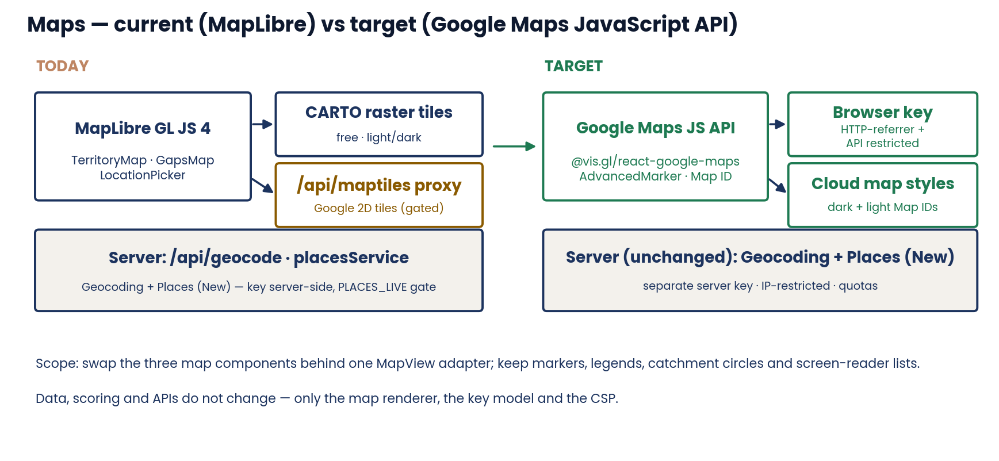 Maps — current (MapLibre) vs target (Google Maps JavaScript API)
TODAY
MapLibre GL JS 4
TerritoryMap · GapsMap
LocationPicker
CARTO raster tiles
free · light/dark
/api/maptiles proxy
Google 2D tiles (gated)
Server: /api/geocode · placesService
Geocoding + Places (New) — key server-side, PLACES_LIVE gate
TARGET
Google Maps JS API
@vis.gl/react-google-maps
AdvancedMarker · Map ID
Browser key
HTTP-referrer +
API restricted
Cloud map styles
dark + light Map IDs
Server (unchanged): Geocoding + Places (New)
separate server key · IP-restricted · quotas
Scope: swap the three map components behind one MapView adapter; keep markers, legends, catchment circles and screen-reader lists.
Data, scoring and APIs do not change — only the map renderer, the key model and the CSP.